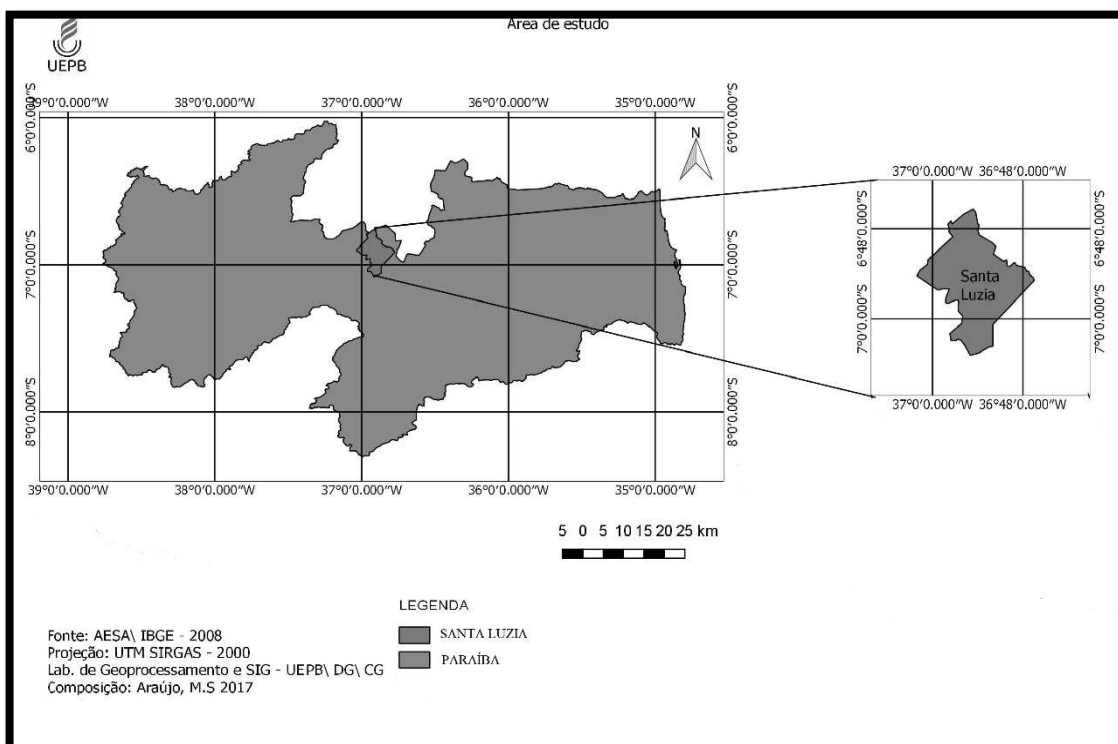 Area de estudo
UEPB
39°0'0.000"W 38°0'0.000"W 37°0'0.000"W 36°0'0.000"W 35°0'0.000"W
6°0'0.000"S
6°0'0.000"S
7°0'0.000"S
7°0'0.000"S
8°0'0.000"S
8°0'0.000"S
39°0'0.000"W 38°0'0.000"W 37°0'0.000"W 36°0'0.000"W 35°0'0.000"W
N
37°0'0.000"W 36°48'0.000"W
6°48'0.000"S
6°48'0.000"S
Santa
Luzia
7°0'0.000"S
7°0'0.000"S
37°0'0.000"W 36°48'0.000"W
5 0 5 10 15 20 25 km
LEGENDA
SANTA LUZIA
PARAÍBA
Fonte: AESA\ IBGE - 2008
Projeção: UTM SIRGAS - 2000
Lab. de Geoprocessamento e SIG - UEPB\ DG\ CG
Composição: Araújo, M.S 2017